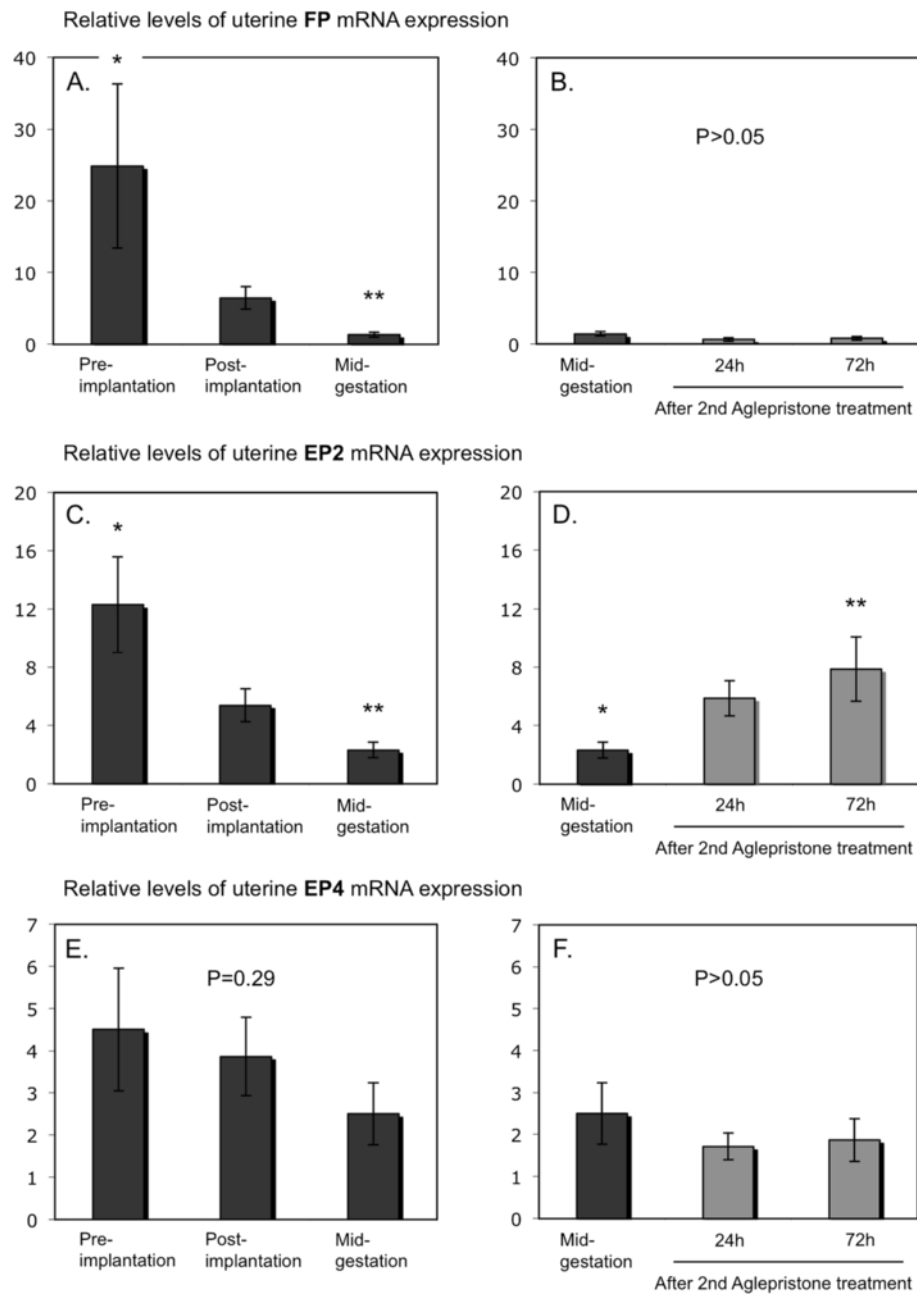 Relative levels of uterine FP mRNA expression
A.
*
**
40
30
20
10
0
Pre-
implantation
Post-
implantation
Mid-
gestation
B.
P>0.05
40
30
20
10
0
Mid-
gestation
24h
72h
After 2nd Aglepristone treatment
Relative levels of uterine EP2 mRNA expression
C.
*
**
20
16
12
8
4
0
Pre-
implantation
Post-
implantation
Mid-
gestation
D.
*
**
20
16
12
8
4
0
Mid-
gestation
24h
72h
After 2nd Aglepristone treatment
Relative levels of uterine EP4 mRNA expression
E.
P=0.29
7
6
5
4
3
2
1
0
Pre-
implantation
Post-
implantation
Mid-
gestation
F.
P>0.05
7
6
5
4
3
2
1
0
Mid-
gestation
24h
72h
After 2nd Aglepristone treatment